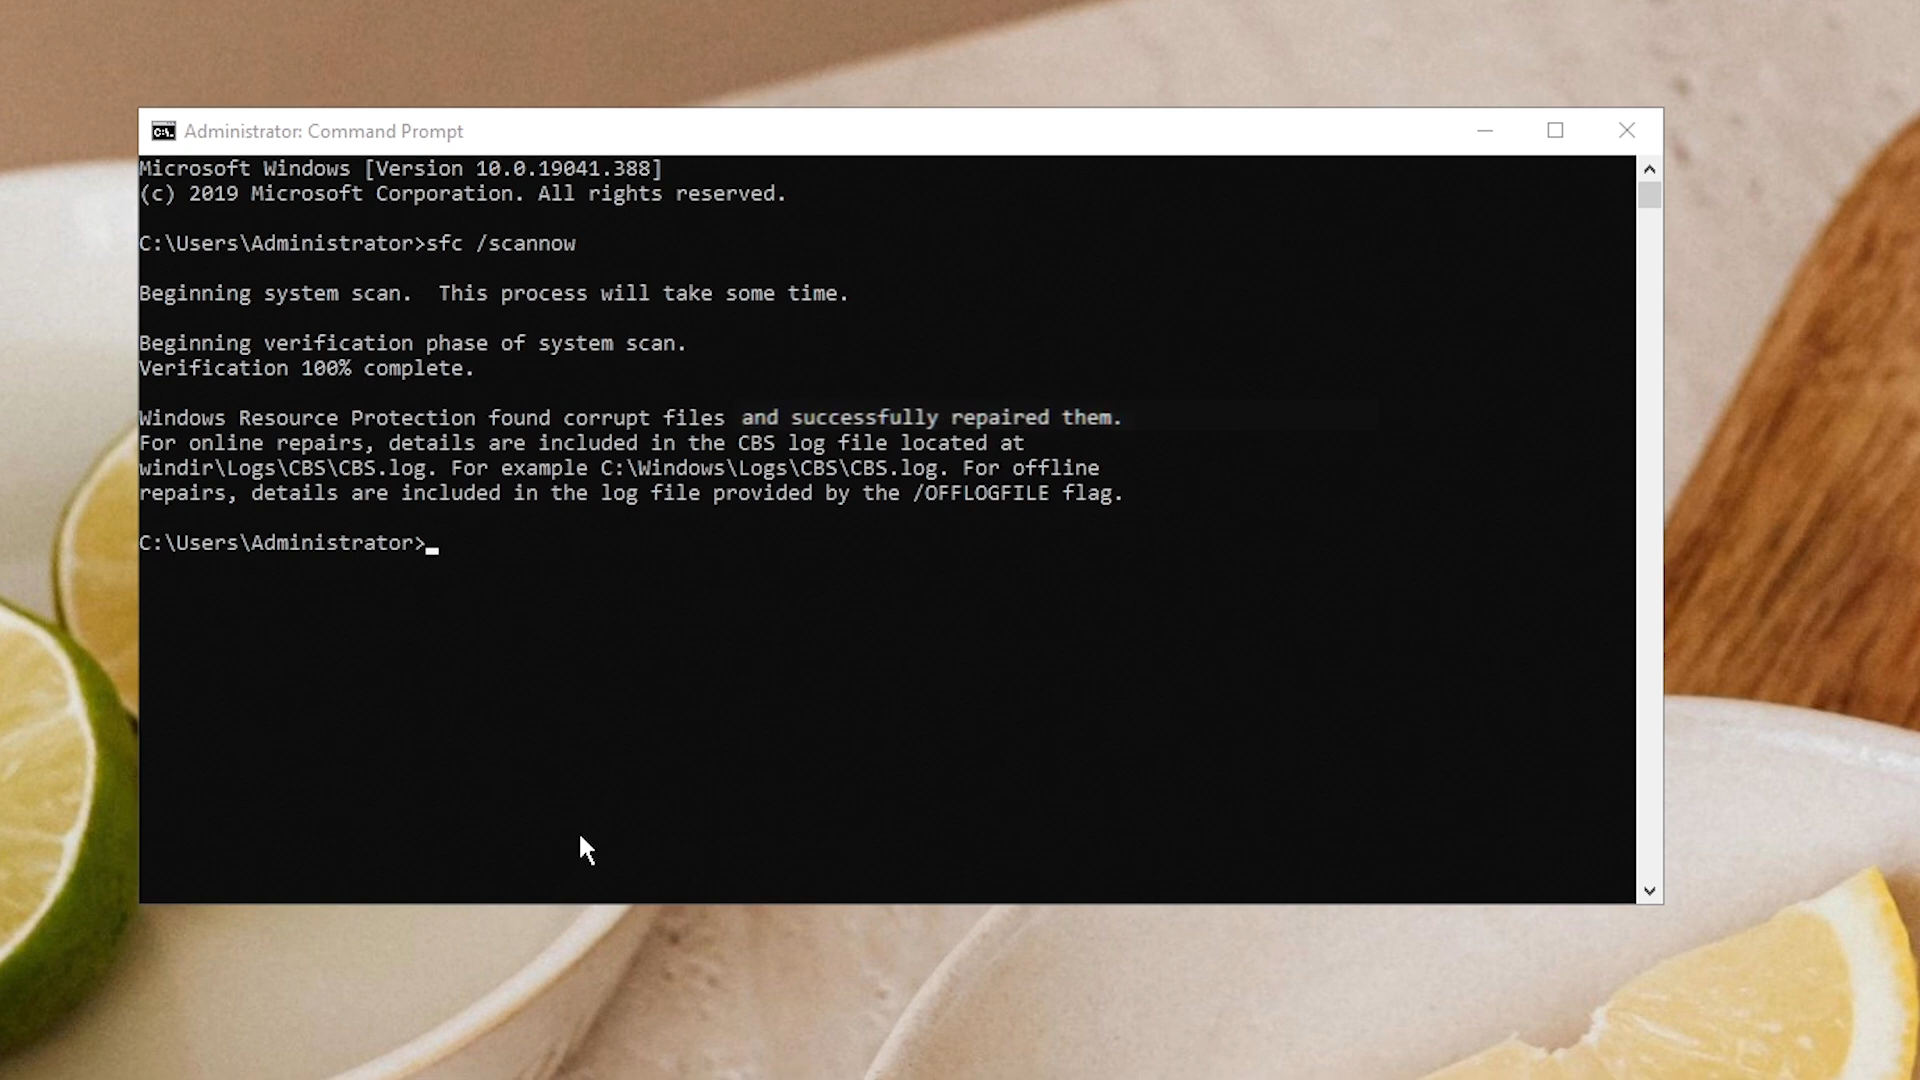 Administrator: Command Prompt
Microsoft Windows [Version 10.0.19041.388]
(c) 2019 Microsoft Corporation. All rights reserved.
C:\Users\Administrator>sfc /scannow
Beginning system scan.  This process will take some time.
Beginning verification phase of system scan.
Verification 100% complete.
Windows Resource Protection found corrupt files and successfully repaired them.
For online repairs, details are included in the CBS log file located at
windir\Logs\CBS\CBS.log. For example C:\Windows\Logs\CBS\CBS.log. For offline
repairs, details are included in the log file provided by the /OFFLOGFILE flag.
C:\Users\Administrator>